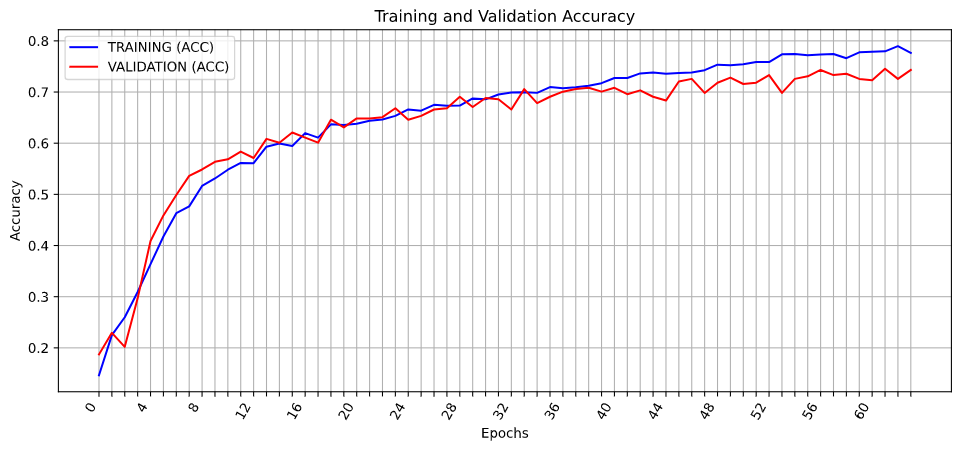 Training and Validation Accuracy
TRAINING (ACC)
VALIDATION (ACC)
0.8
0.7
0.6
0.5
0.4
0.3
0.2
Accuracy
0 4 8 12 16 20 24 28 32 36 40 44 48 52 56 60
Epochs